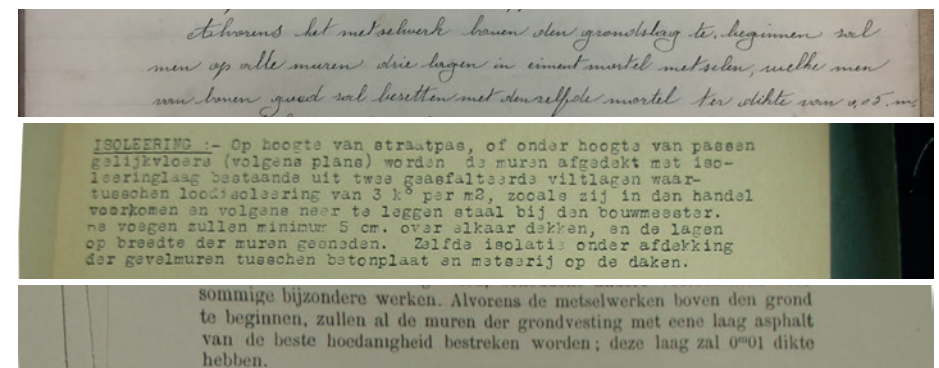 Alvorens het metselwerk boven den grondslag te beginnen sal
men op alle muren drie lagen in ciment mortel metselen, welke men
van boven goed sal besetten met denzelfde mortel ter dikte van 0,05. m
ISOLEERING :- Op hoogte van straatpas, of onder hoogte van passen
gelijkvloers (volgens plans) worden de muren afgedekt met iso-
leeringlaag bestaande uit twee geasfalteerde viltlagen waar-
tusschen loodisoleering van 3 k° per m2, zooals zij in den handel
voorkomen en volgens neer te leggen staal bij den bouwmeester.
De voegen zullen minimum 5 cm. over elkaar dekken, en de lagen
op breedte der muren gesneden. Zelfde isolatie onder afdekking
der gevelmuren tusschen betonplaat en metserij op de daken.
sommige bijzondere werken. Alvorens de metselwerken boven den grond
te beginnen, zullen al de muren der grondvesting met eene laag asphalt
van de beste hoedanigheid bestreken worden ; deze laag zal 0ᵐ01 dikte
hebben.